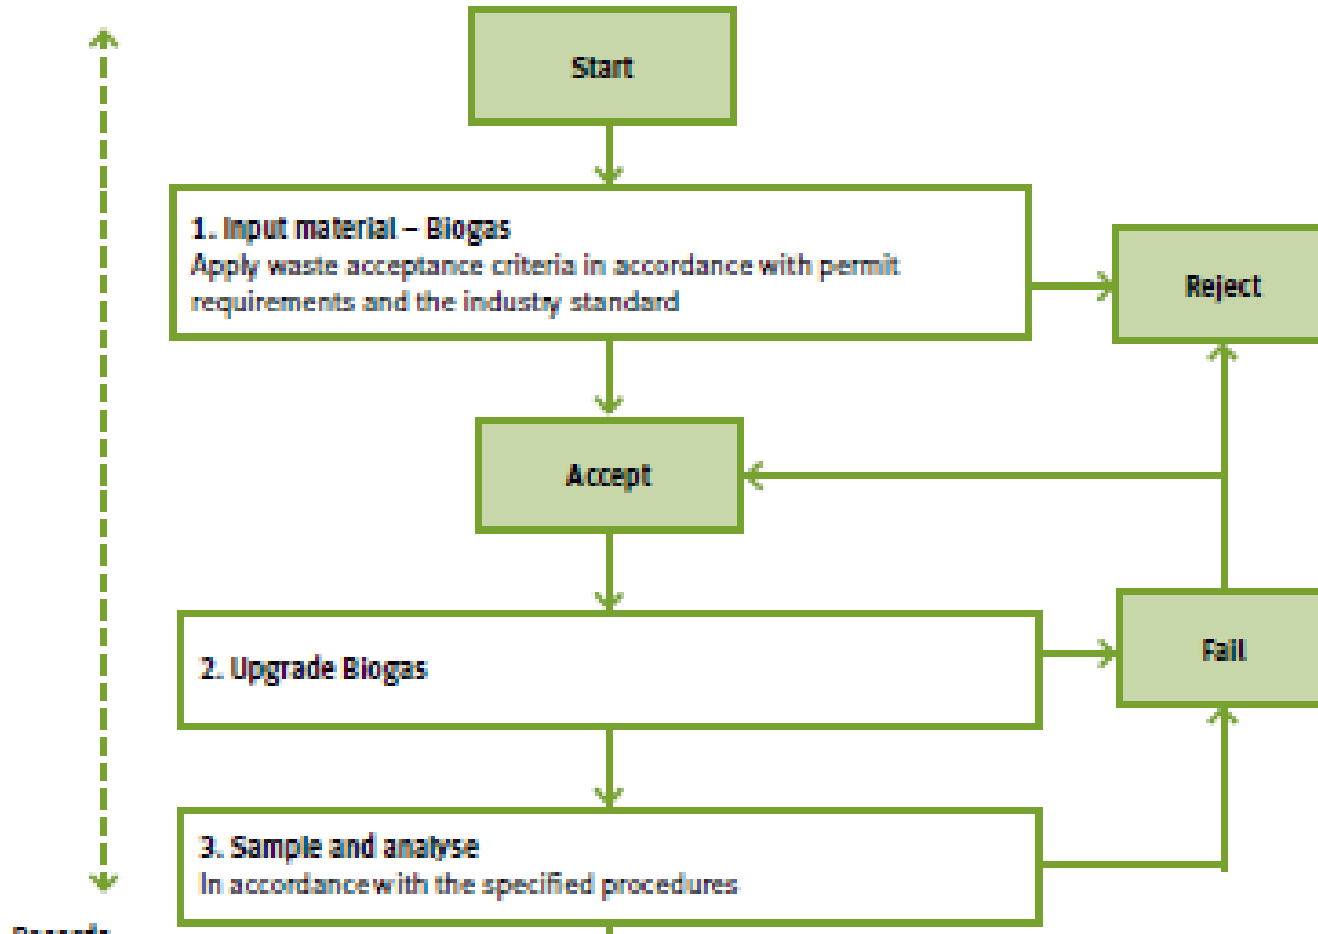 Start
1. Input material – Biogas
Apply waste acceptance criteria in accordance with permit
requirements and the industry standard
Reject
Accept
2. Upgrade Biogas
Fail
3. Sample and analyse
In accordance with the specified procedures